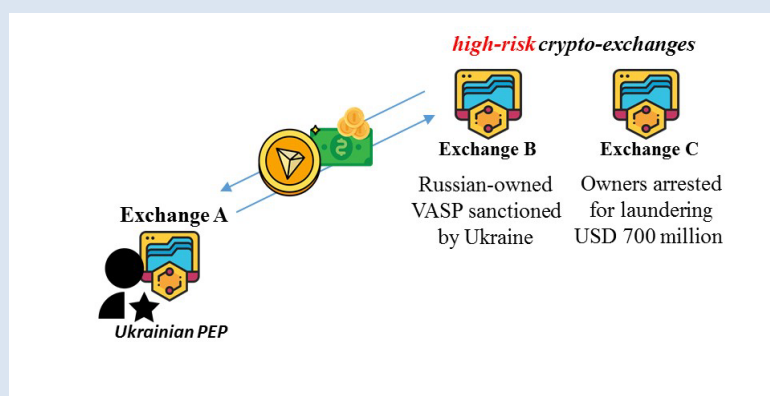 high-risk crypto-exchanges
Exchange B
Exchange C
Russian-owned
VASP sanctioned
by Ukraine
Owners arrested
for laundering
USD 700 million
Exchange A
Ukrainian PEP